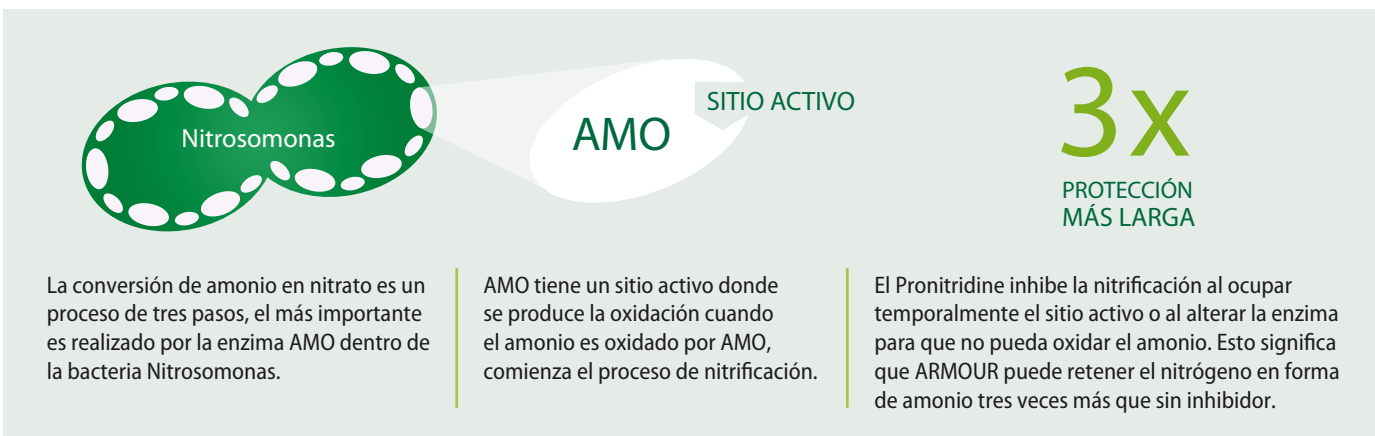 Nitrosomonas
AMO
SITIO ACTIVO
3x
PROTECCIÓN
MÁS LARGA
La conversión de amonio en nitrato es un
proceso de tres pasos, el más importante
es realizado por la enzima AMO dentro de
la bacteria Nitrosomonas.
AMO tiene un sitio activo donde
se produce la oxidación cuando
el amonio es oxidado por AMO,
comienza el proceso de nitrificación.
El Pronitridine inhibe la nitrificación al ocupar
temporalmente el sitio activo o al alterar la enzima
para que no pueda oxidar el amonio. Esto significa
que ARMOUR puede retener el nitrógeno en forma
de amonio tres veces más que sin inhibidor.